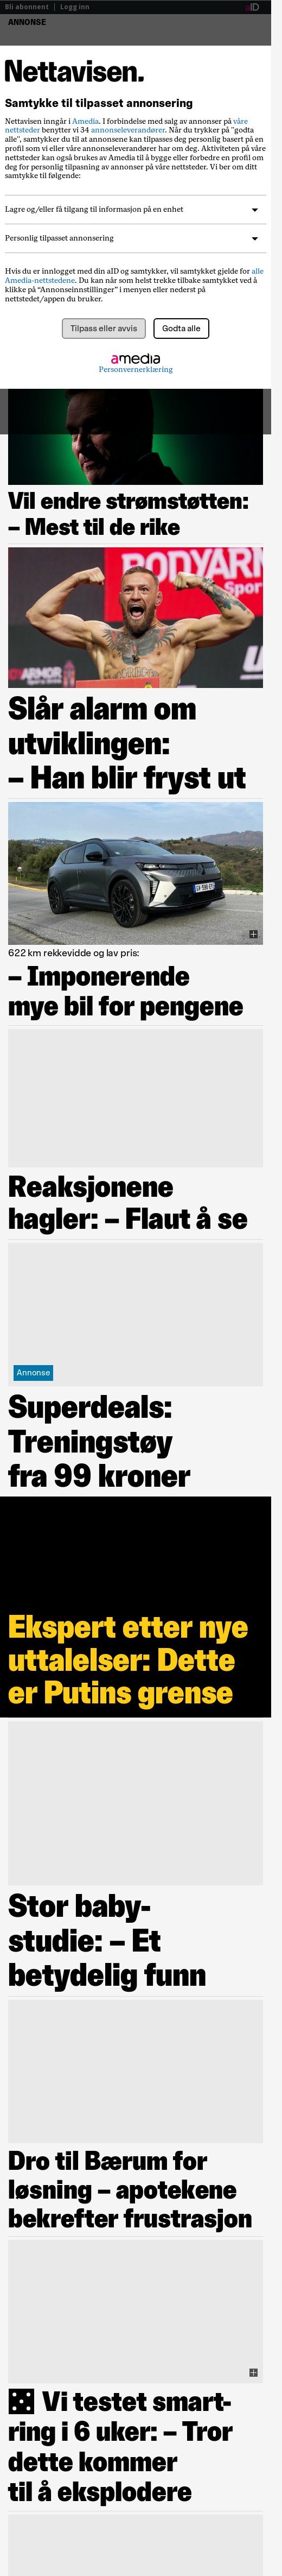 Bli abonnent | Logg inn
aID
ANNONSE
Nettavisen.
Samtykke til tilpasset annonsering
Nettavisen inngår i Amedia. I forbindelse med salg av annonser på våre
nettsteder benytter vi 34 annonseleverandører. Når du trykker på "godta
alle", samtykker du til at annonsene kan tilpasses deg personlig basert på en
profil som vi eller våre annonseleverandører har om deg. Aktiviteten på våre
nettsteder kan også brukes av Amedia til å bygge eller forbedre en profil om
deg for personlig tilpasning av annonser på våre nettsteder. Vi ber om ditt
samtykke til følgende:
Lagre og/eller få tilgang til informasjon på en enhet
Personlig tilpasset annonsering
Hvis du er innlogget med din aID og samtykker, vil samtykket gjelde for alle
Amedia-nettstedene. Du kan når som helst trekke tilbake samtykket ved å
klikke på “Annonseinnstillinger” i menyen eller nederst på
nettstedet/appen du bruker.
Tilpass eller avvis Godta alle
amedia
Personvernerklæring
Vil endre strømstøtten:
– Mest til de rike
BODYARMOR
Slår alarm om
utviklingen:
– Han blir fryst ut
622 km rekkevidde og lav pris:
– Imponerende
mye bil for pengene
Reaksjonene
hagler: – Flaut å se
Annonse
Superdeals:
Treningstøy
fra 99 kroner
Ekspert etter nye
uttalelser: Dette
er Putins grense
Stor baby-
studie: – Et
betydelig funn
Dro til Bærum for
løsning – apotekene
bekrefter frustrasjon
Vi testet smart-
ring i 6 uker: – Tror
dette kommer
til å eksplodere